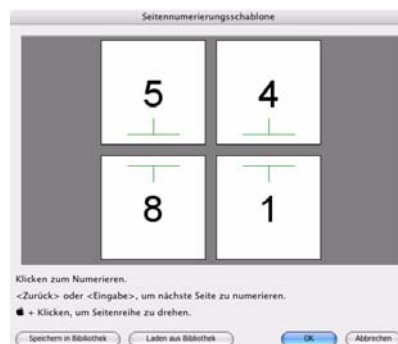 Seitennumerierungsschablone
5 4
8 1
Klicken zum Numerieren.
<Zurück> oder <Eingabe>, um nächste Seite zu numerieren.
+ Klicken, um Seitenreihe zu drehen.
Speichern in Bibliothek Laden aus Bibliothek OK Abbrechen